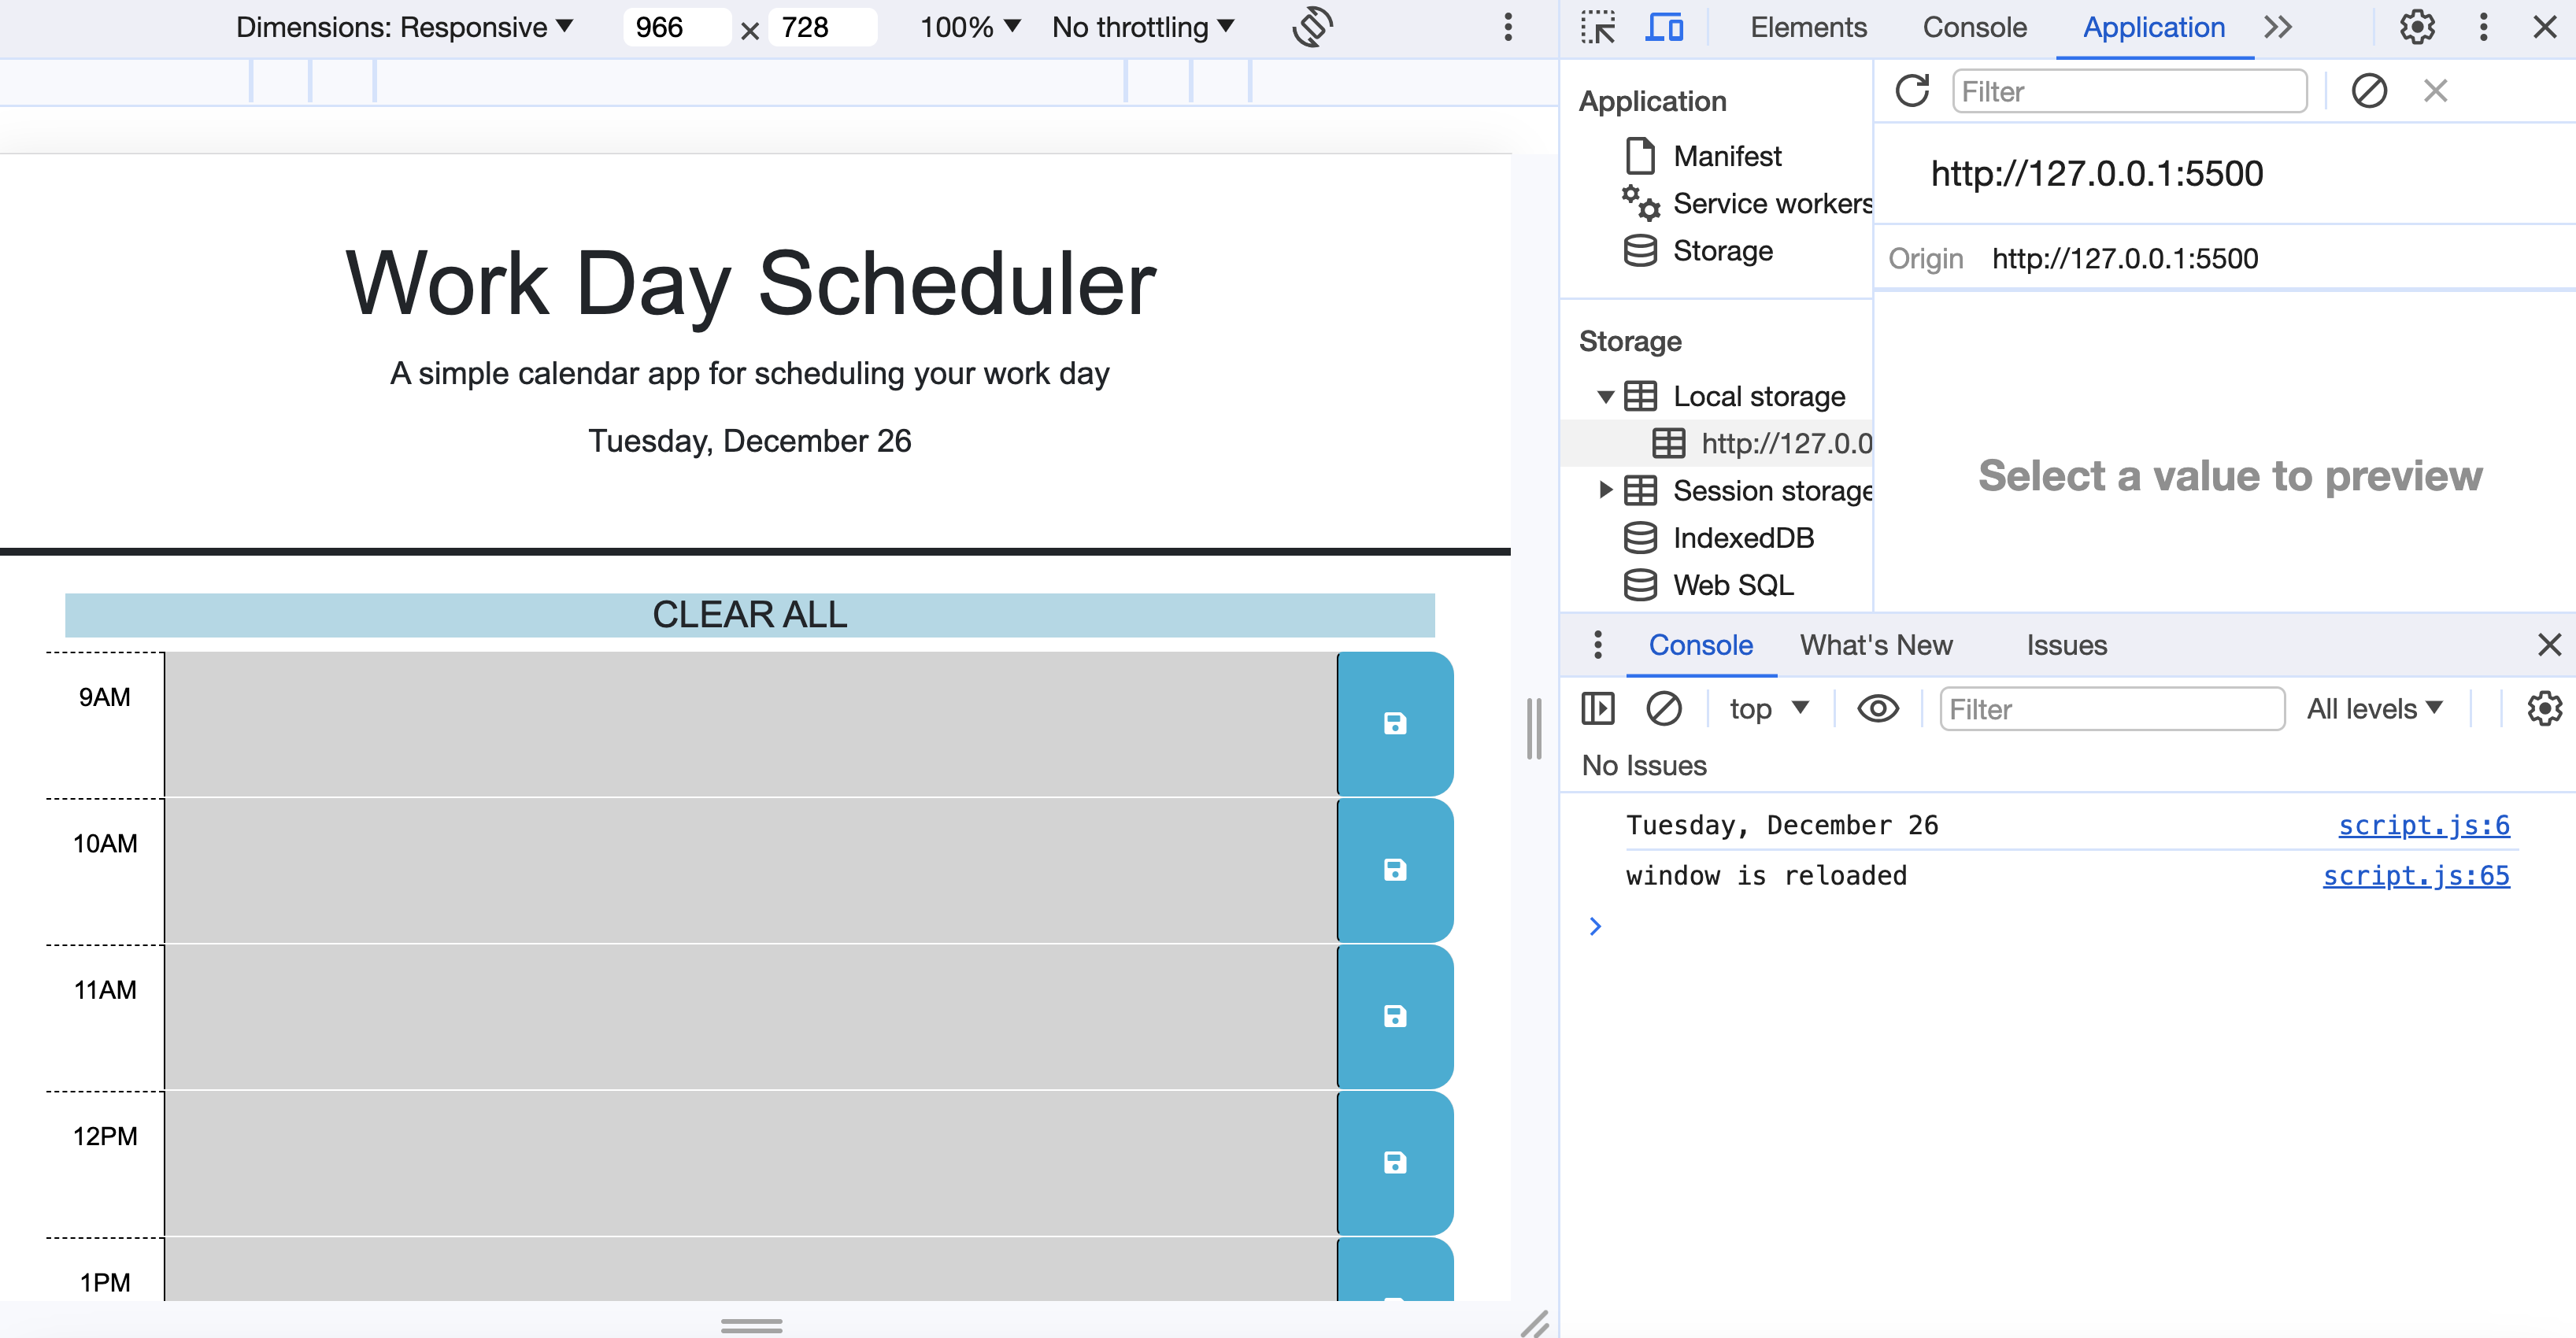 Dimensions: Responsive 966 × 728 100% No throttling
Work Day Scheduler
A simple calendar app for scheduling your work day
Tuesday, December 26
CLEAR ALL
9AM
10AM
11AM
12PM
1PM
Elements Console Application
Application
Manifest
Service workers
Storage
Storage
Local storage
http://127.0.0
Session storage
IndexedDB
Web SQL
Filter
http://127.0.0.1:5500
Origin http://127.0.0.1:5500
Select a value to preview
Console What's New Issues
top Filter All levels
No Issues
Tuesday, December 26 script.js:6
window is reloaded script.js:65